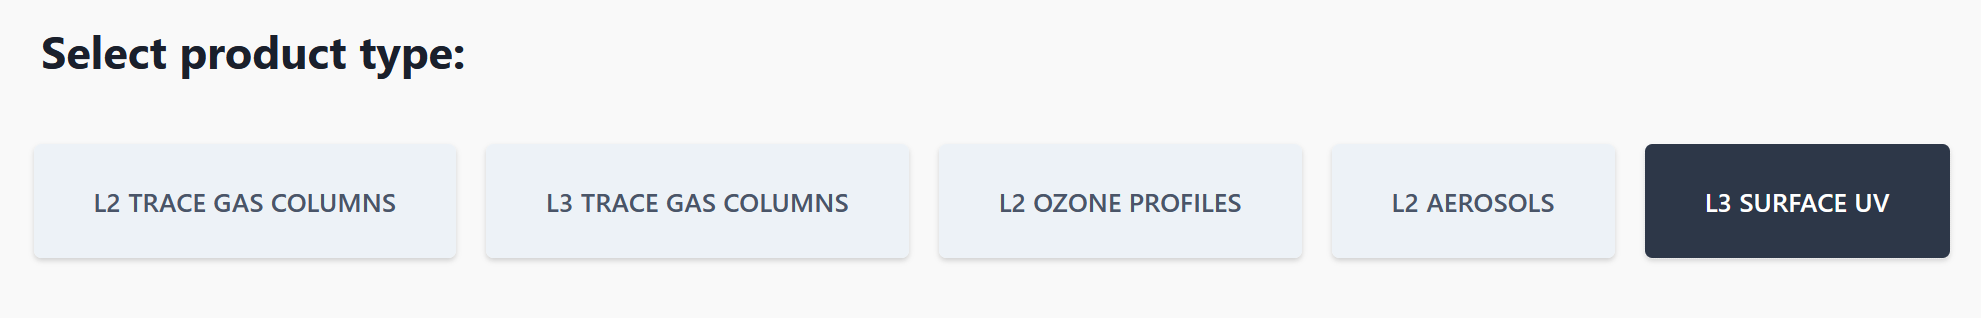 Select product type:
L2 TRACE GAS COLUMNS
L3 TRACE GAS COLUMNS
L2 OZONE PROFILES
L2 AEROSOLS
L3 SURFACE UV